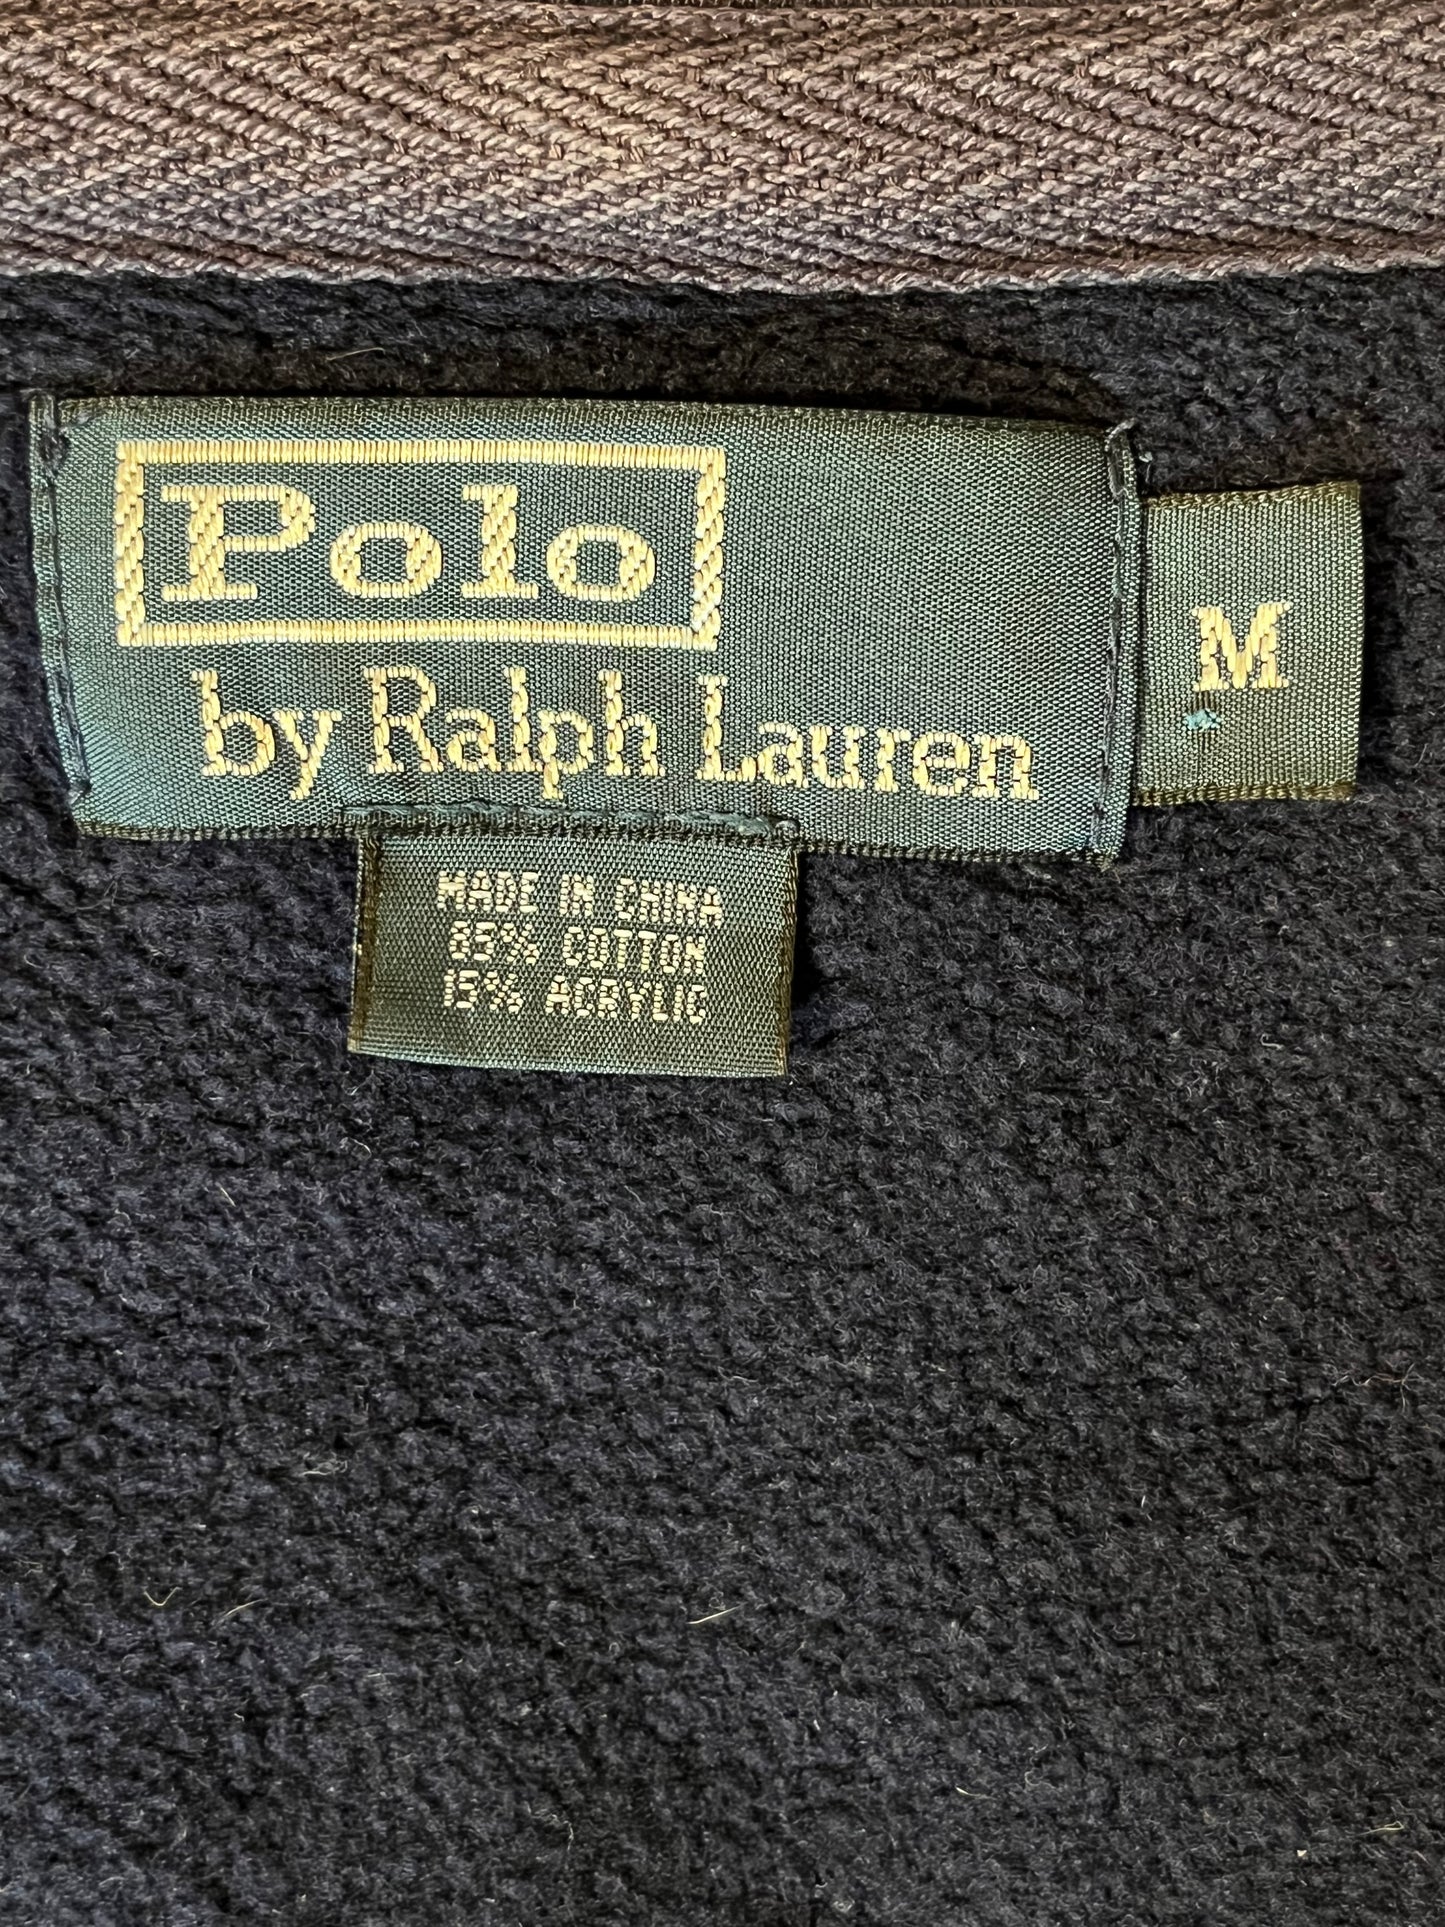 Polo
by Ralph Lauren
M
MADE IN CHINA
85% COTTON
15% ACRYLIC